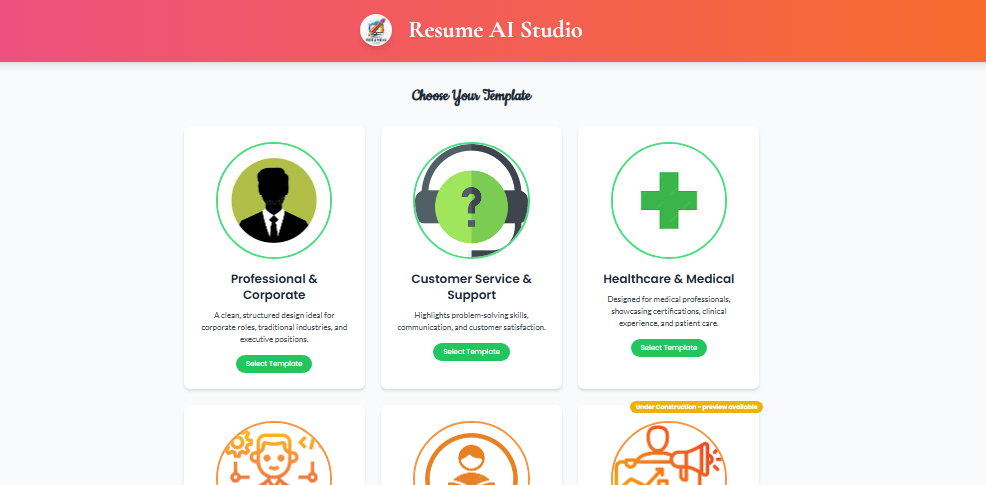 Resume AI Studio
Choose Your Template
Professional &
Corporate
A clean, structured design ideal for
corporate roles, traditional industries, and
executive positions.
Select Template
Customer Service &
Support
Highlights problem-solving skills,
communication, and customer satisfaction.
Select Template
Healthcare & Medical
Designed for medical professionals,
showcasing certifications, clinical
experience, and patient care.
Select Template
Under Construction - preview available